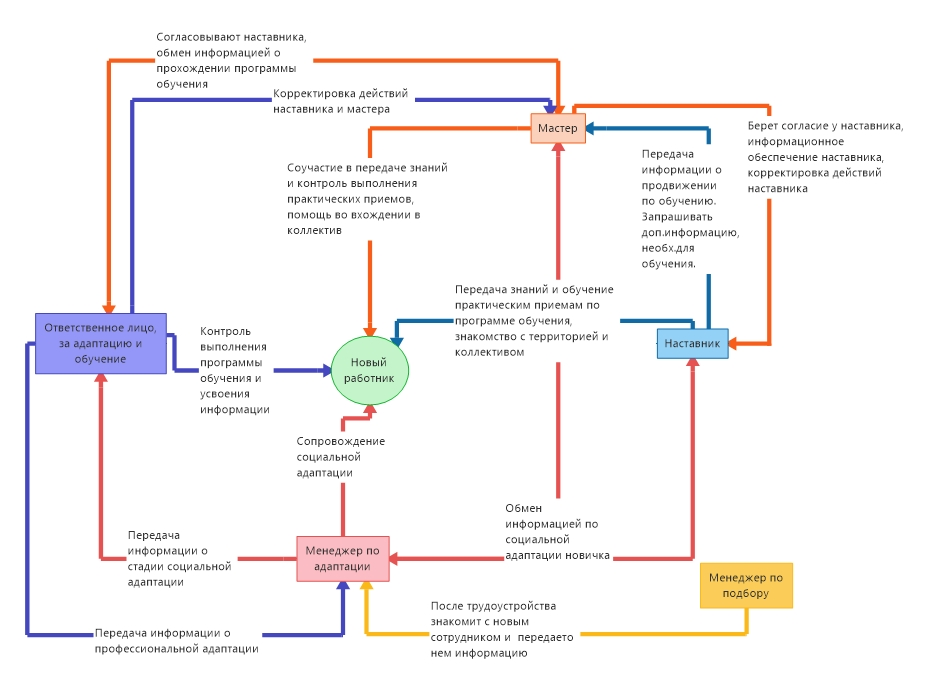 Согласовывают наставника,
обмен информацией о
прохождении программы
обучения
Корректировка действий
наставника и мастера
Мастер
Берет согласие у наставника,
информационное
обеспечение наставника,
корректировка действий
наставника
Передача
информации о
продвижении
по обучению.
Запрашивать
доп.информацию,
необх.для
обучения.
Соучастие в передаче знаний
и контроль выполнения
практических приемов,
помощь во вхождении в
коллектив
Передача знаний и обучение
практическим приемам по
программе обучения,
знакомство с территорией и
коллективом
Ответственное лицо,
за адаптацию и
обучение
Контроль
выполнения
программы
обучения и
усвоения
информации
Новый
работник
Наставник
Сопровождение
социальной
адаптации
Обмен
информацией по
социальной
адаптации новичка
Передача
информации о
стадии социальной
адаптации
Менеджер по
адаптации
Менеджер по
подбору
После трудоустройства
знакомит с новым
сотрудником и  передаето
нем информацию
Передача информации о
профессиональной адаптации